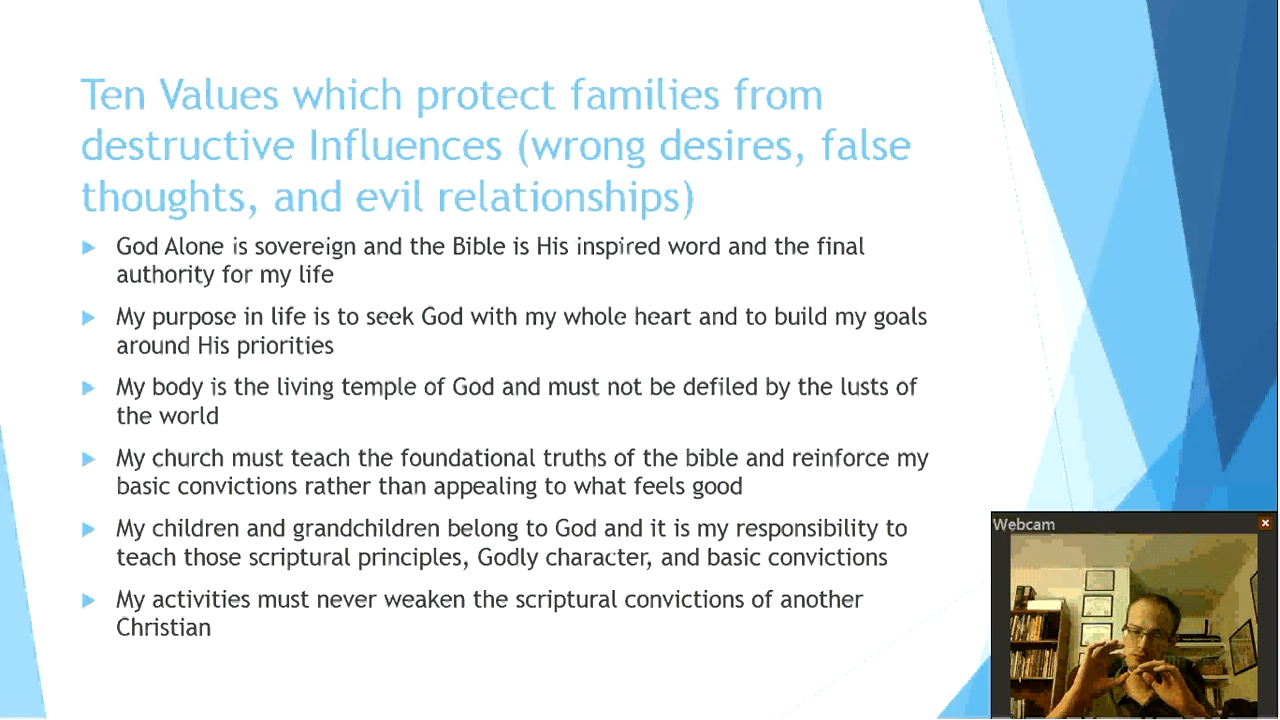 Ten Values which protect families from
destructive Influences (wrong desires, false
thoughts, and evil relationships)
God Alone is sovereign and the Bible is His inspired word and the final
authority for my life
My purpose in life is to seek God with my whole heart and to build my goals
around His priorities
My body is the living temple of God and must not be defiled by the lusts of
the world
My church must teach the foundational truths of the bible and reinforce my
basic convictions rather than appealing to what feels good
My children and grandchildren belong to God and it is my responsibility to
teach those scriptural principles, Godly character, and basic convictions
My activities must never weaken the scriptural convictions of another
Christian
Webcam